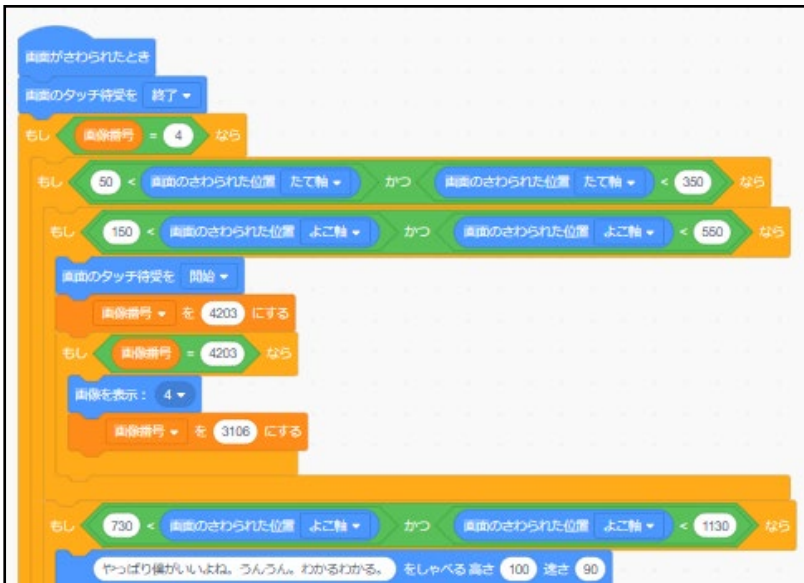 画面がさわられたとき
画面のタッチ待受を 終了
もし 画像番号 = 4 なら
もし 50 < 画面のさわられた位置 たて軸 かつ 画面のさわられた位置 たて軸 < 350 なら
もし 150 < 画面のさわられた位置 よこ軸 かつ 画面のさわられた位置 よこ軸 < 550 なら
画面のタッチ待受を 開始
画像番号 を 4203 にする
もし 画像番号 = 4203 なら
画像を表示: 4
画像番号 を 3106 にする
もし 730 < 画面のさわられた位置 よこ軸 かつ 画面のさわられた位置 よこ軸 < 1130 なら
やっぱり僕がいいよね。うんうん。わかるわかる。 をしゃべる高さ 100 速さ 90